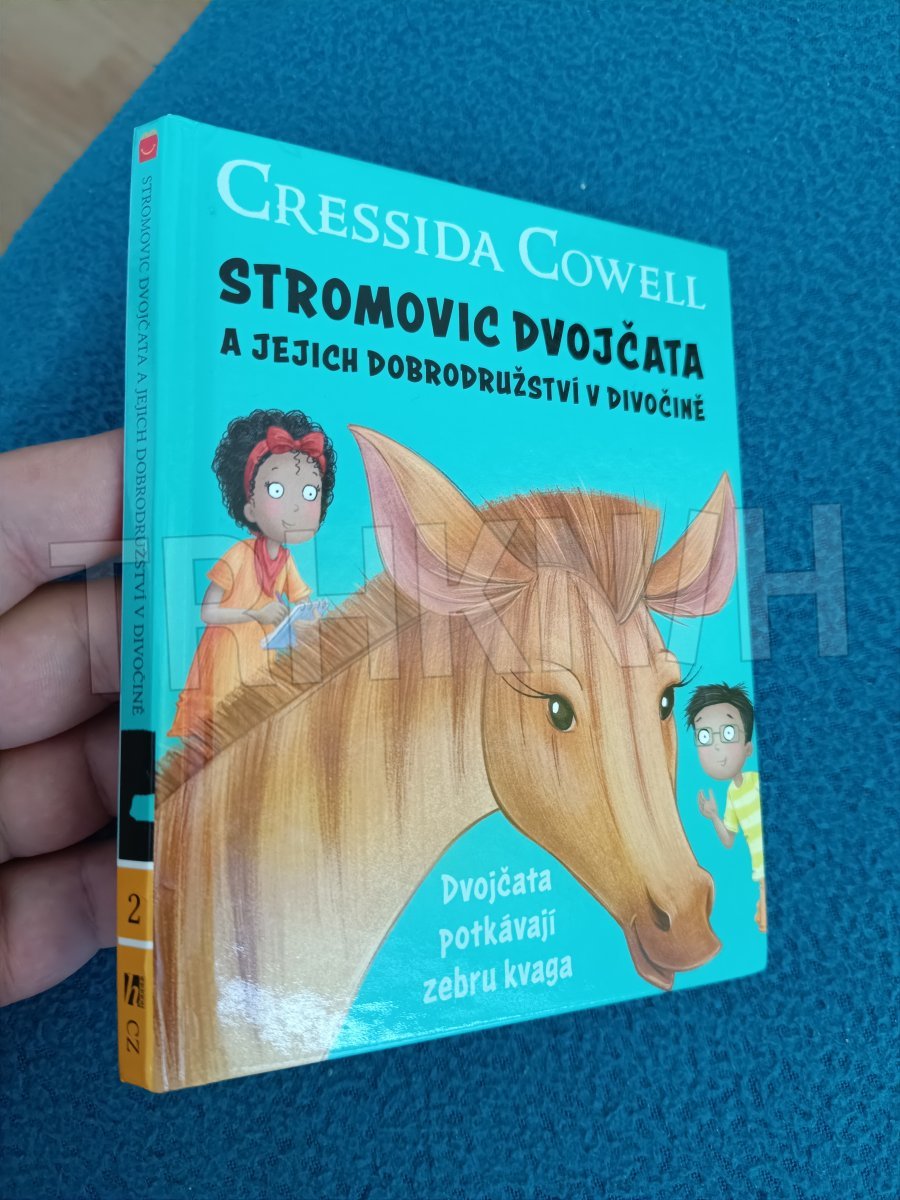 CRESSIDA COWELL
STROMOVIC DVOJČATA
A JEJICH DOBRODRUŽSTVÍ V DIVOČINĚ
Dvojčata
potkávají
zebru kvaga
STROMOVIC DVOJČATA A JEJICH DOBRODRUŽSTVÍ V DIVOČINĚ
2
CZ